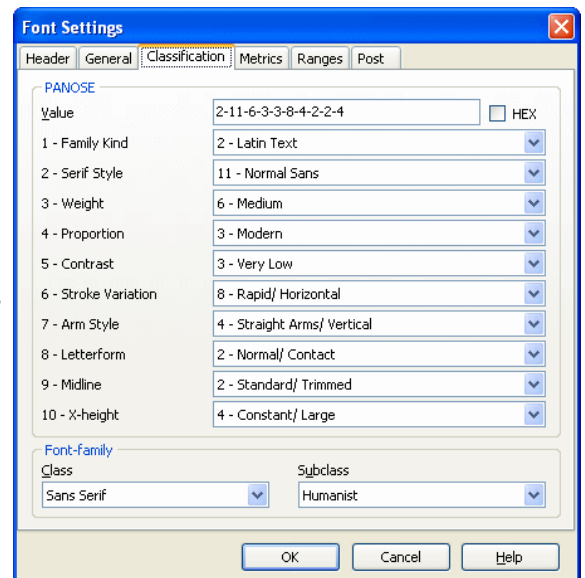 Font Settings
Header General Classification Metrics Ranges Post
PANOSE
Value 2-11-6-3-3-8-4-2-2-4 HEX
1 - Family Kind 2 - Latin Text
2 - Serif Style 11 - Normal Sans
3 - Weight 6 - Medium
4 - Proportion 3 - Modern
5 - Contrast 3 - Very Low
6 - Stroke Variation 8 - Rapid/ Horizontal
7 - Arm Style 4 - Straight Arms/ Vertical
8 - Letterform 2 - Normal/ Contact
9 - Midline 2 - Standard/ Trimmed
10 - X-height 4 - Constant/ Large
Font-family
Class Subclass
Sans Serif Humanist
OK Cancel Help